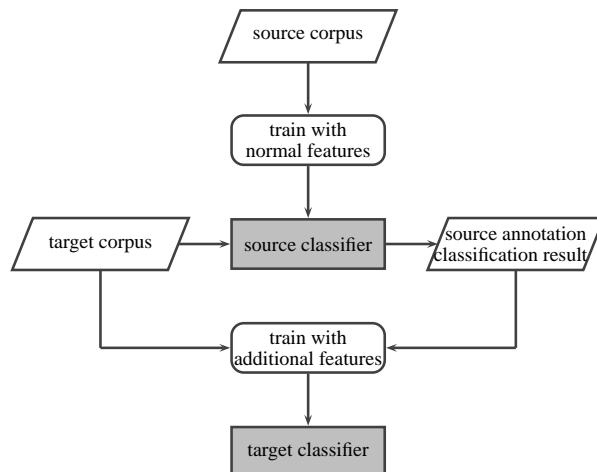 source corpus
train with
normal features
target corpus
source classifier
source annotation
classification result
train with
additional features
target classifier